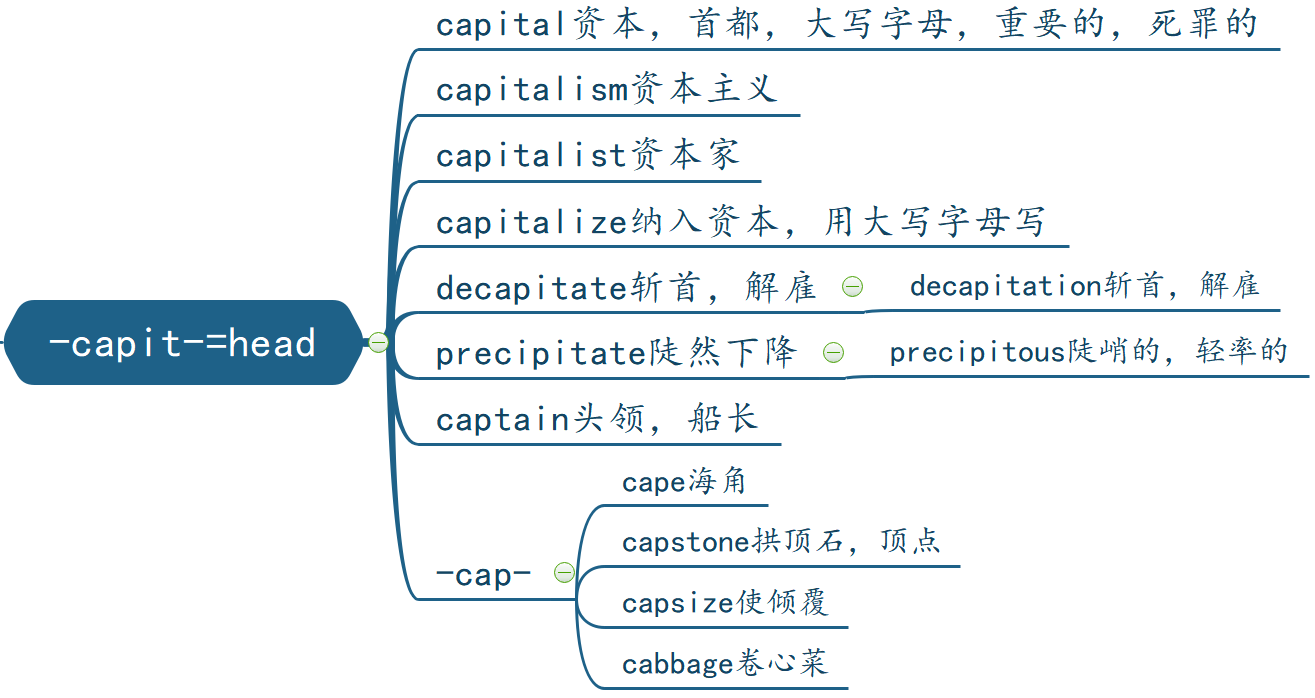 -capit-=head
capital资本，首都，大写字母，重要的，死罪的
capitalism资本主义
capitalist资本家
capitalize纳入资本，用大写字母写
decapitate斩首，解雇
decapitation斩首，解雇
precipitate陡然下降
precipitous陡峭的，轻率的
captain头领，船长
-cap-
cape海角
capstone拱顶石，顶点
capsize使倾覆
cabbage卷心菜